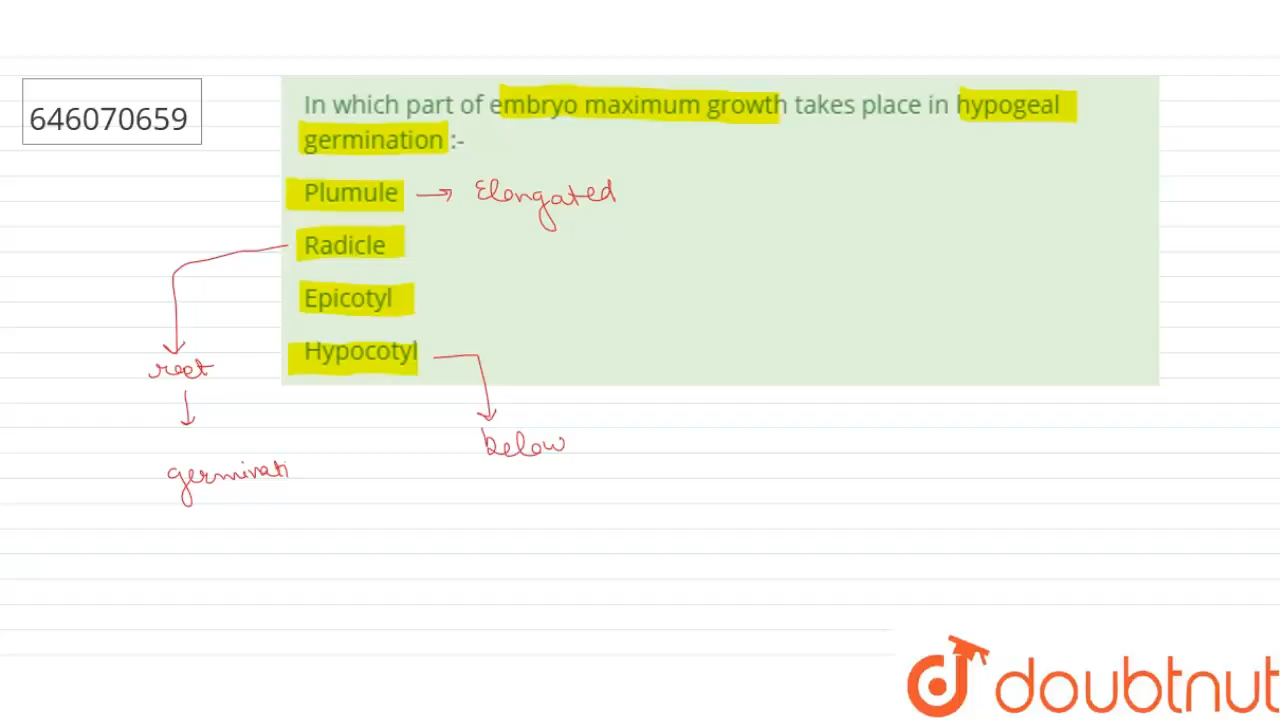 646070659
In which part of embryo maximum growth takes place in hypogeal
germination :-
Plumule → Elongated
Radicle
Epicotyl
Hypocotyl
root
below
germinati
doubtnut